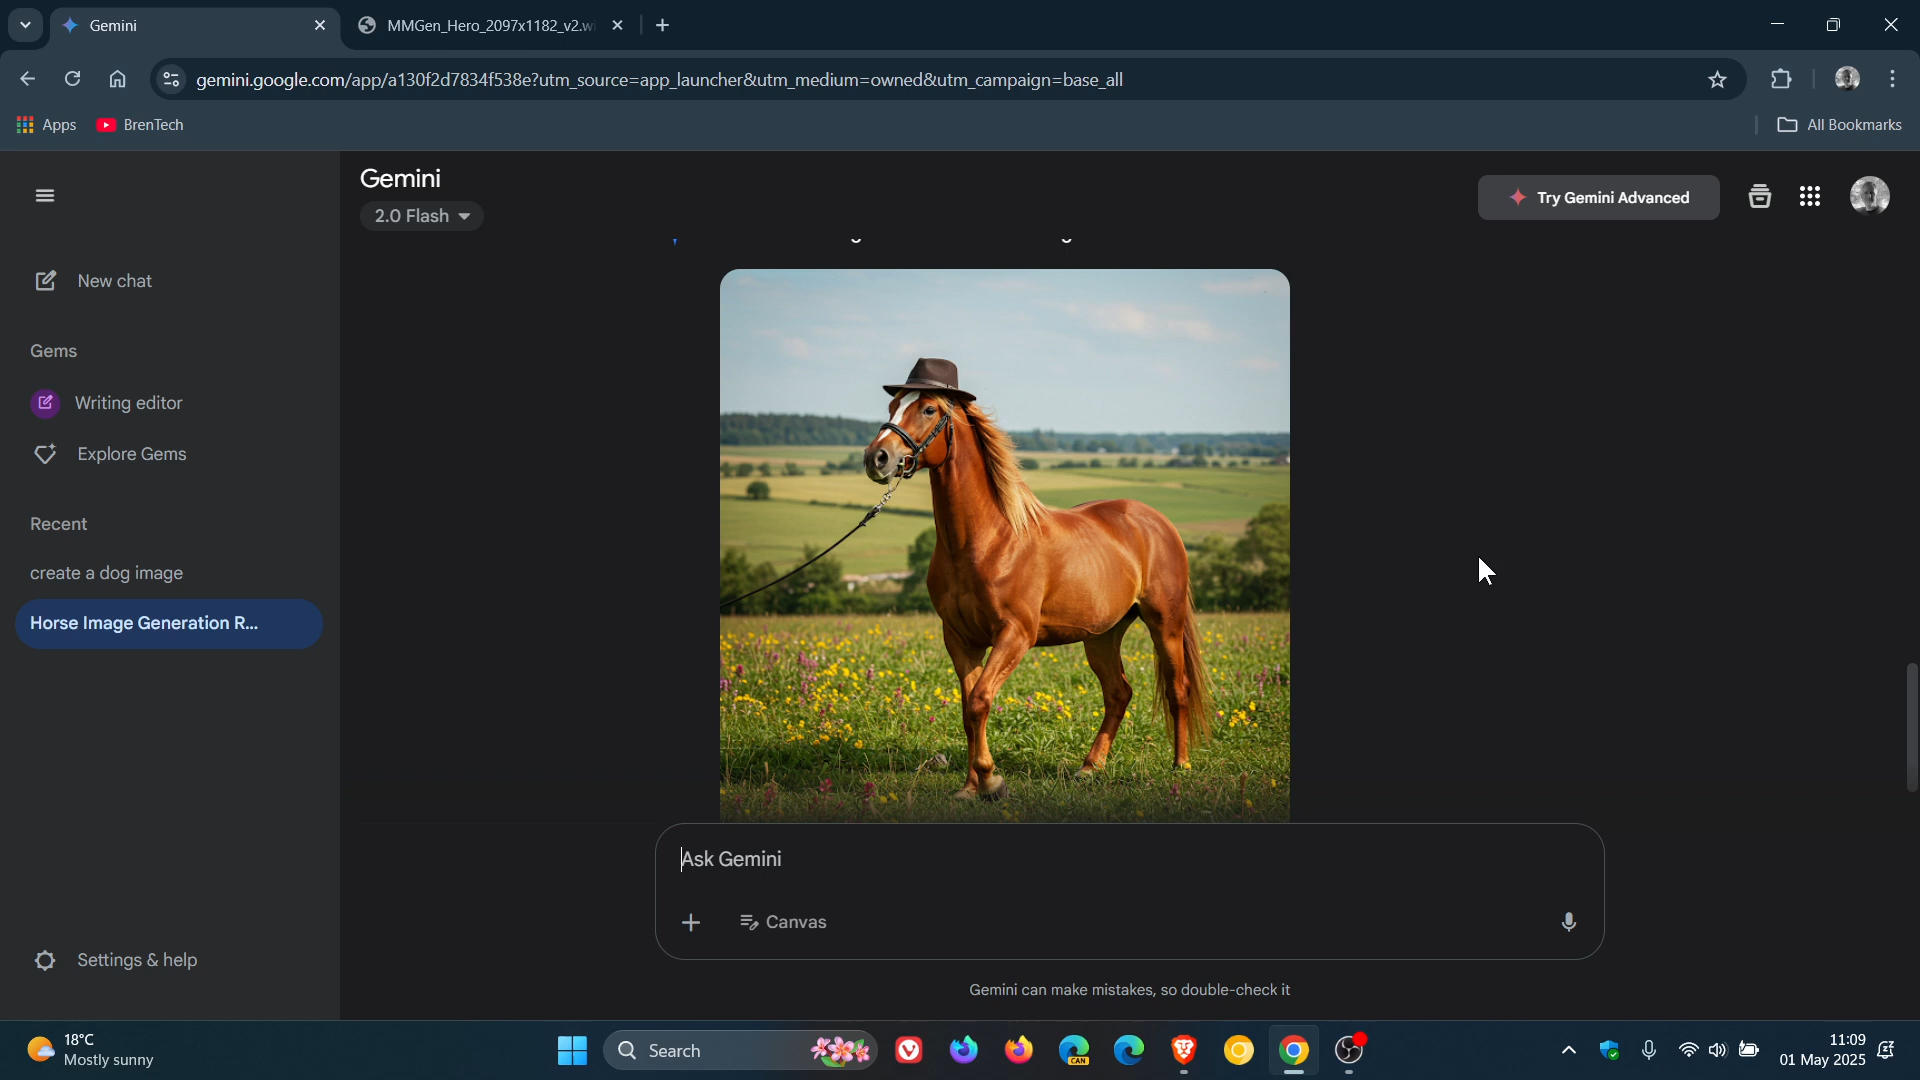 Gemini
MMGen_Hero_2097x1182_v2.w
gemini.google.com/app/a130f2d7834f538e?utm_source=app_launcher&utm_medium=owned&utm_campaign=base_all
Apps
BrenTech
All Bookmarks
Gemini
2.0 Flash
Try Gemini Advanced
New chat
Gems
Writing editor
Explore Gems
Recent
create a dog image
Horse Image Generation R...
Settings & help
Ask Gemini
Canvas
Gemini can make mistakes, so double-check it
18°C
Mostly sunny
Search
CAN
11:09
01 May 2025